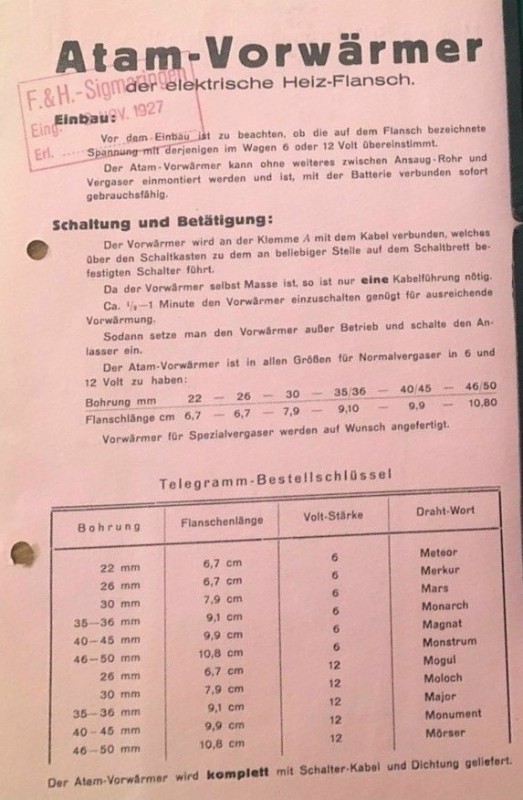 Atam-Vorwärmer
der elektrische Heiz-Flansch.
F.&H.-Sigmaringen
Eing. NOV. 1927
Erl.
Einbau:
Vor dem Einbau ist zu beachten, ob die auf dem Flansch bezeichnete
Spannung mit derjenigen im Wagen 6 oder 12 Volt übereinstimmt.
Der Atam-Vorwärmer kann ohne weiteres zwischen Ansaug-Rohr und
Vergaser einmontiert werden und ist, mit der Batterie verbunden sofort
gebrauchsfähig.
Schaltung und Betätigung:
Der Vorwärmer wird an der Klemme A mit dem Kabel verbunden, welches
über den Schaltkasten zu dem an beliebiger Stelle auf dem Schaltbrett be-
festigten Schalter führt.
Da der Vorwärmer selbst Masse ist, so ist nur eine Kabelführung nötig.
Ca. ½—1 Minute den Vorwärmer einzuschalten genügt für ausreichende
Vorwärmung.
Sodann setze man den Vorwärmer außer Betrieb und schalte den An-
lasser ein.
Der Atam-Vorwärmer ist in allen Größen für Normalvergaser in 6 und
12 Volt zu haben:
Bohrung mm 22 — 26 — 30 — 35/36 — 40/45 — 46/50
Flanschlänge cm 6,7 — 6,7 — 7,9 — 9,10 — 9,9 — 10,80
Vorwärmer für Spezialvergaser werden auf Wunsch angefertigt.
Telegramm-Bestellschlüssel
Bohrung Flanschenlänge Volt-Stärke Draht-Wort
22 mm 6,7 cm 6 Meteor
26 mm 6,7 cm 6 Merkur
30 mm 7,9 cm 6 Mars
35—36 mm 9,1 cm 6 Monarch
40—45 mm 9,9 cm 6 Magnat
46—50 mm 10,8 cm 6 Monstrum
26 mm 6,7 cm 12 Mogul
30 mm 7,9 cm 12 Moloch
35—36 mm 9,1 cm 12 Major
40—45 mm 9,9 cm 12 Monument
46—50 mm 10,8 cm 12 Mörser
Der Atam-Vorwärmer wird komplett mit Schalter-Kabel und Dichtung geliefert.